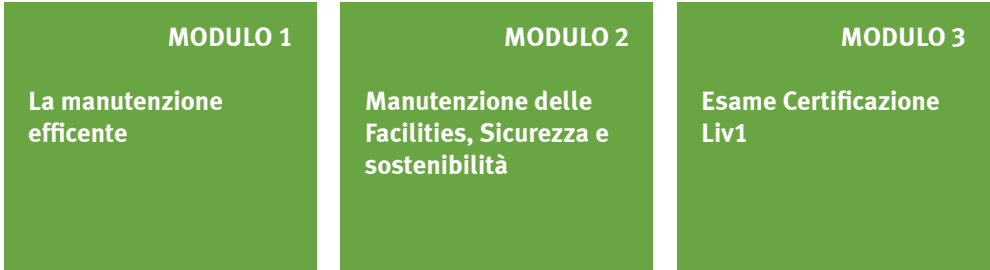 MODULO 1
La manutenzione
efficente
MODULO 2
Manutenzione delle
Facilities, Sicurezza e
sostenibilità
MODULO 3
Esame Certificazione
Liv1